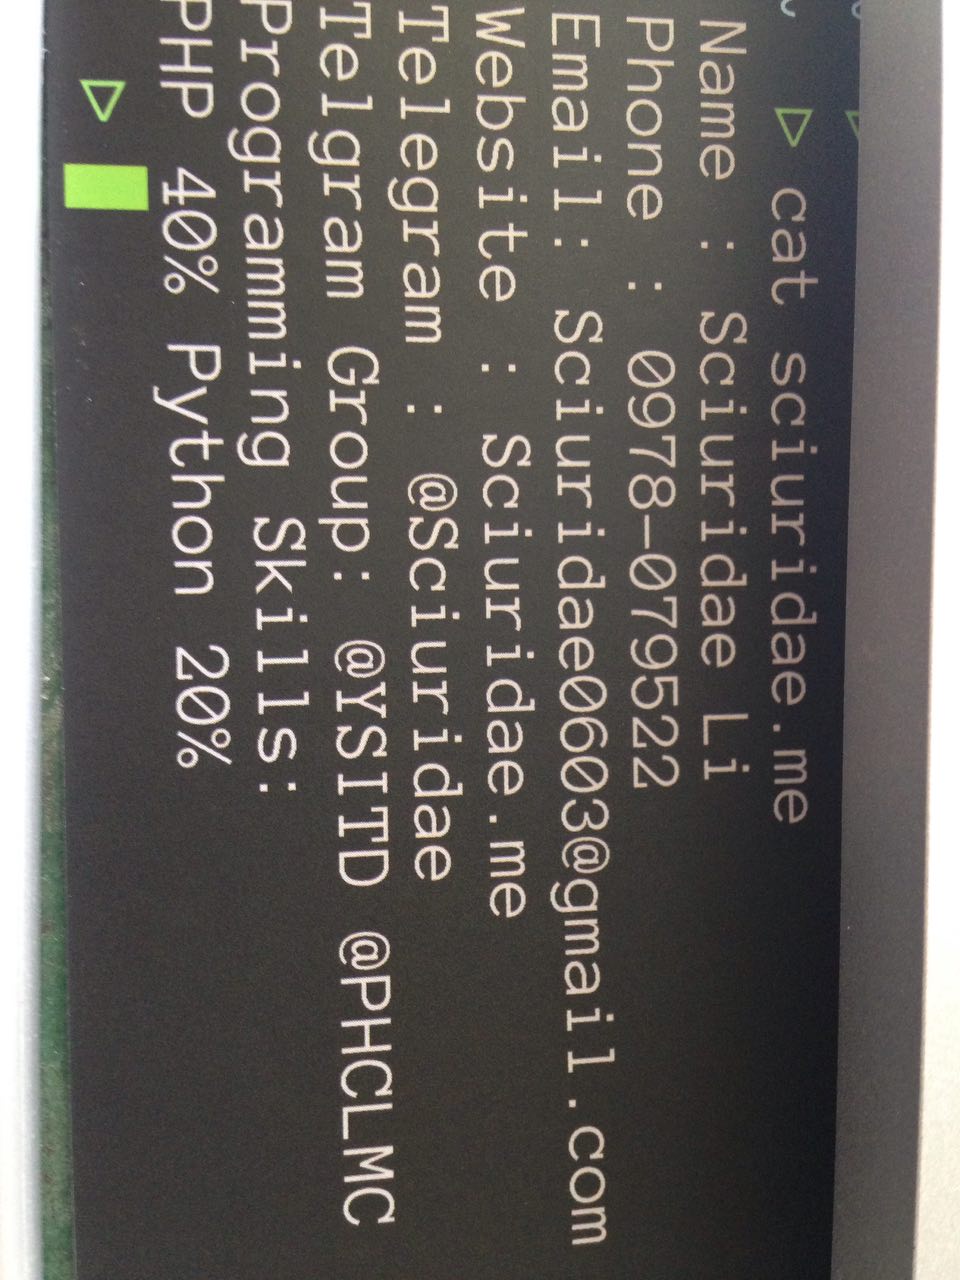 ~ ▷ cat sciuridae.me
Name : Sciuridae Li
Phone : 0978-079522
Email: Sciuridae0603@gmail.com
Website : Sciuridae.me
Telegram : @Sciuridae
Telgram Group: @YSITD @PHCLMC
Programming Skills:
PHP 40% Python 20%
▷